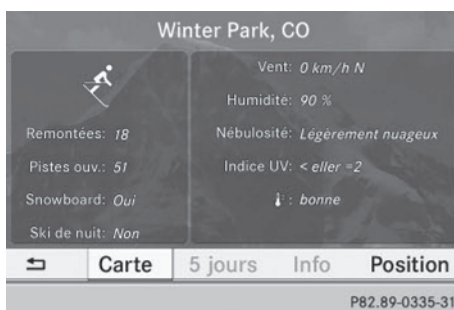 Winter Park, CO
Remontées: 18
Pistes ouv.: 51
Snowboard: Oui
Ski de nuit: Non
Vent: 0 km/h N
Humidité: 90 %
Nébulosité: Légèrement nuageux
Indice UV: < eller =2
: bonne
Carte
5 jours
Info
Position
P82.89-0335-31